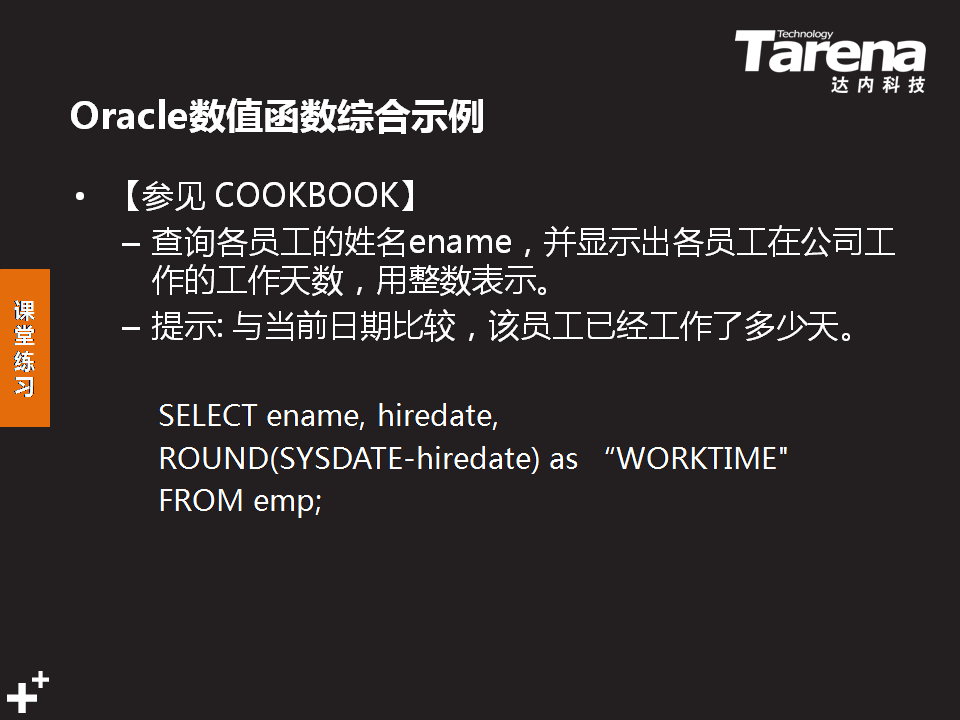 Technology
Tarena
达内科技
Oracle数值函数综合示例
• 【参见 COOKBOOK】
– 查询各员工的姓名ename，并显示出各员工在公司工
作的工作天数，用整数表示。
– 提示: 与当前日期比较，该员工已经工作了多少天。
课
堂
练
习
SELECT ename, hiredate,
ROUND(SYSDATE-hiredate) as “WORKTIME"
FROM emp;